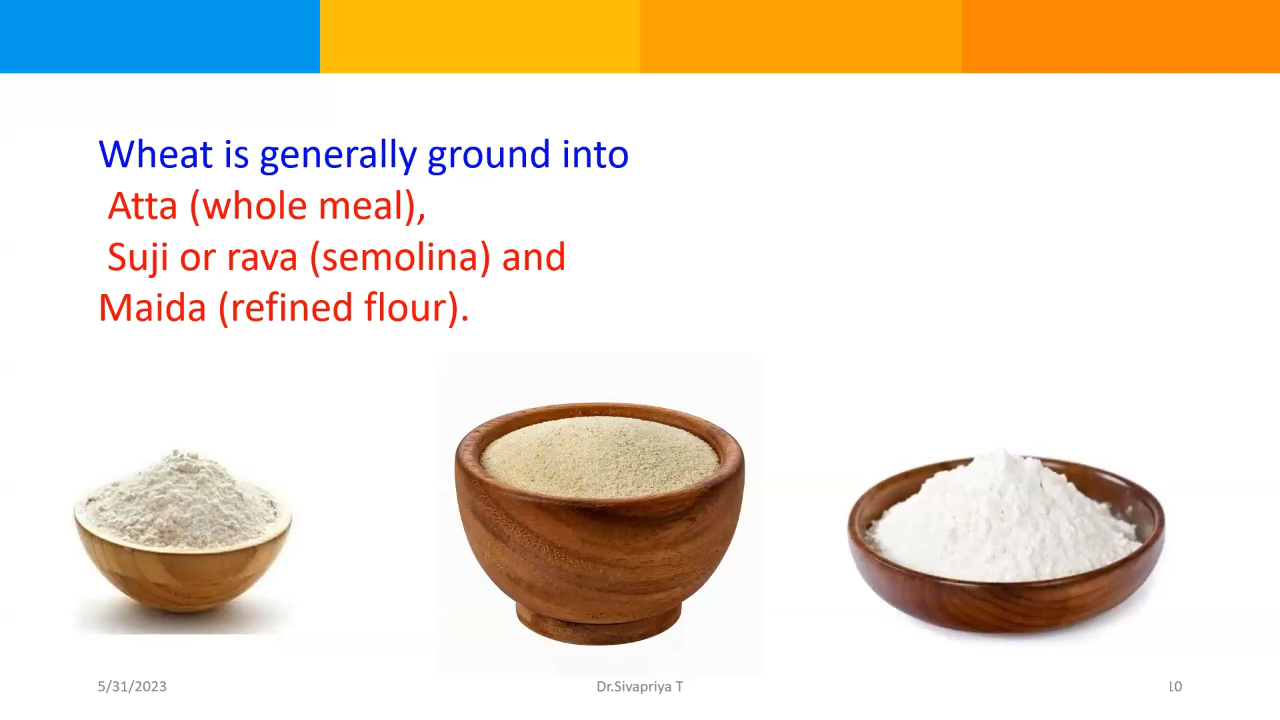 Wheat is generally ground into
Atta (whole meal),
Suji or rava (semolina) and
Maida (refined flour).
5/31/2023
Dr.Sivapriya T
10